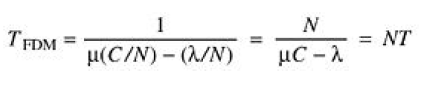 T_FDM = 1 / (μ(C/N) − (λ/N)) = N / (μC − λ) = NT